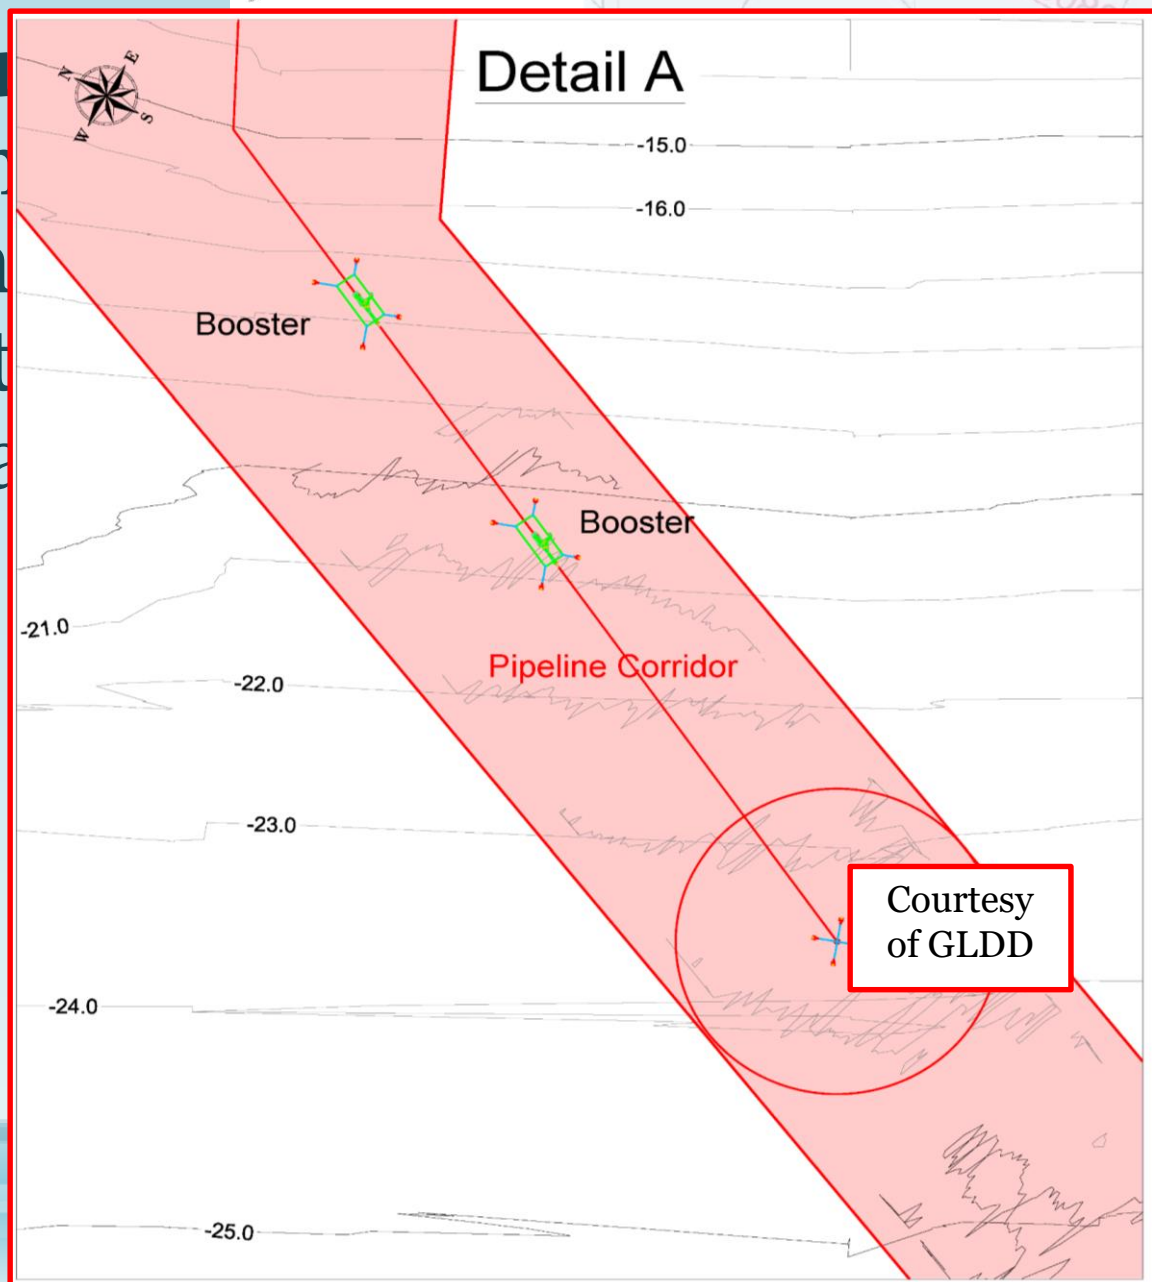 Detail A
N
E
S
W
-15.0
-16.0
Booster
Booster
-21.0
Pipeline Corridor
-22.0
-23.0
Courtesy
of GLDD
-24.0
-25.0